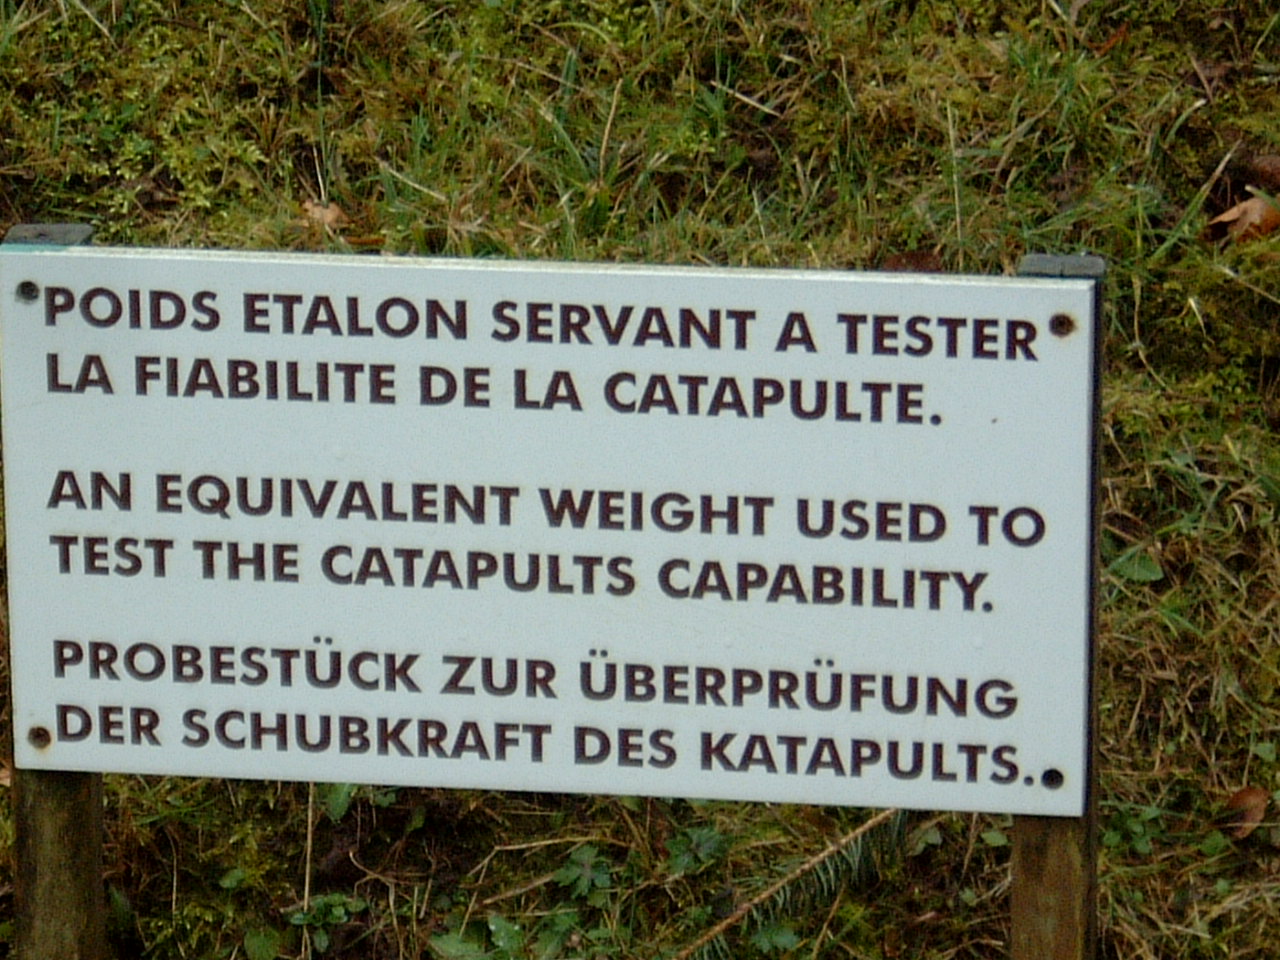 POIDS ETALON SERVANT A TESTER
LA FIABILITE DE LA CATAPULTE.
AN EQUIVALENT WEIGHT USED TO
TEST THE CATAPULTS CAPABILITY.
PROBESTÜCK ZUR ÜBERPRÜFUNG
DER SCHUBKRAFT DES KATAPULTS.